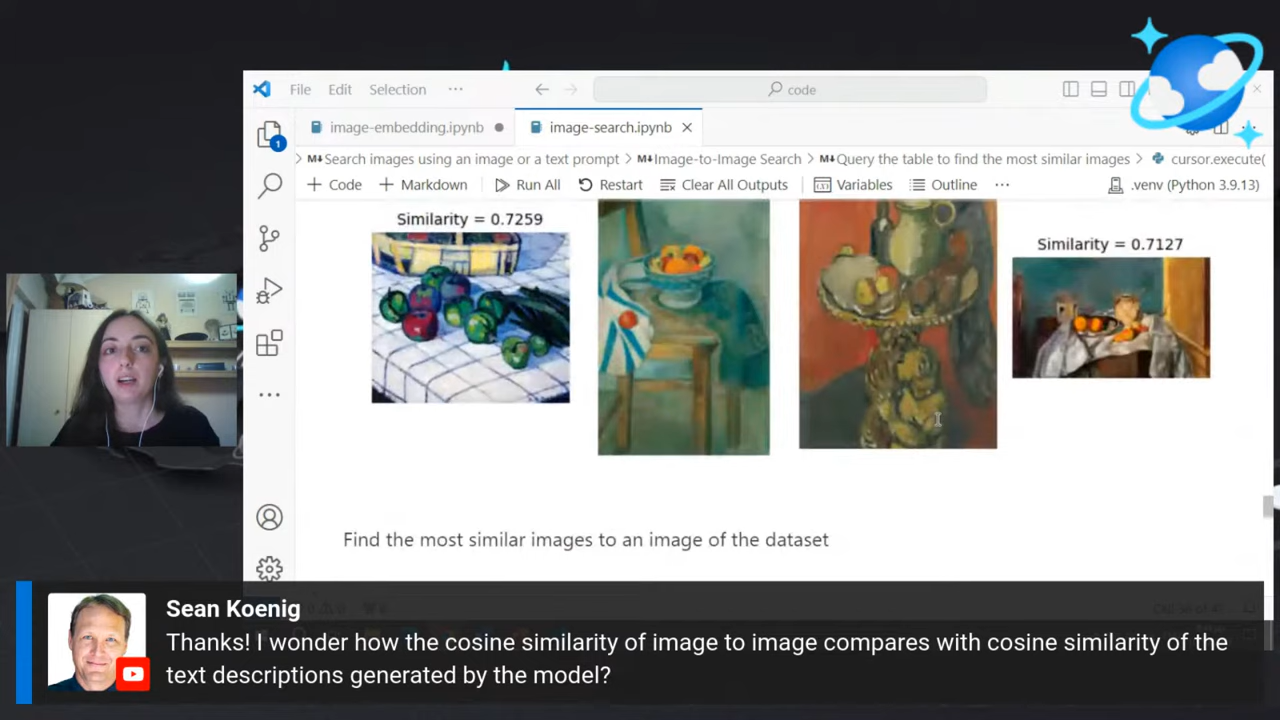 File Edit Selection ··· code
image-embedding.ipynb image-search.ipynb
Search images using an image or a text prompt > M↓Image-to-Image Search > M↓Query the table to find the most similar images > cursor.execute(
+ Code + Markdown Run All Restart Clear All Outputs Variables Outline ··· .venv (Python 3.9.13)
1
Similarity = 0.7259
Similarity = 0.7127
Find the most similar images to an image of the dataset
Sean Koenig
Thanks! I wonder how the cosine similarity of image to image compares with cosine similarity of the
text descriptions generated by the model?